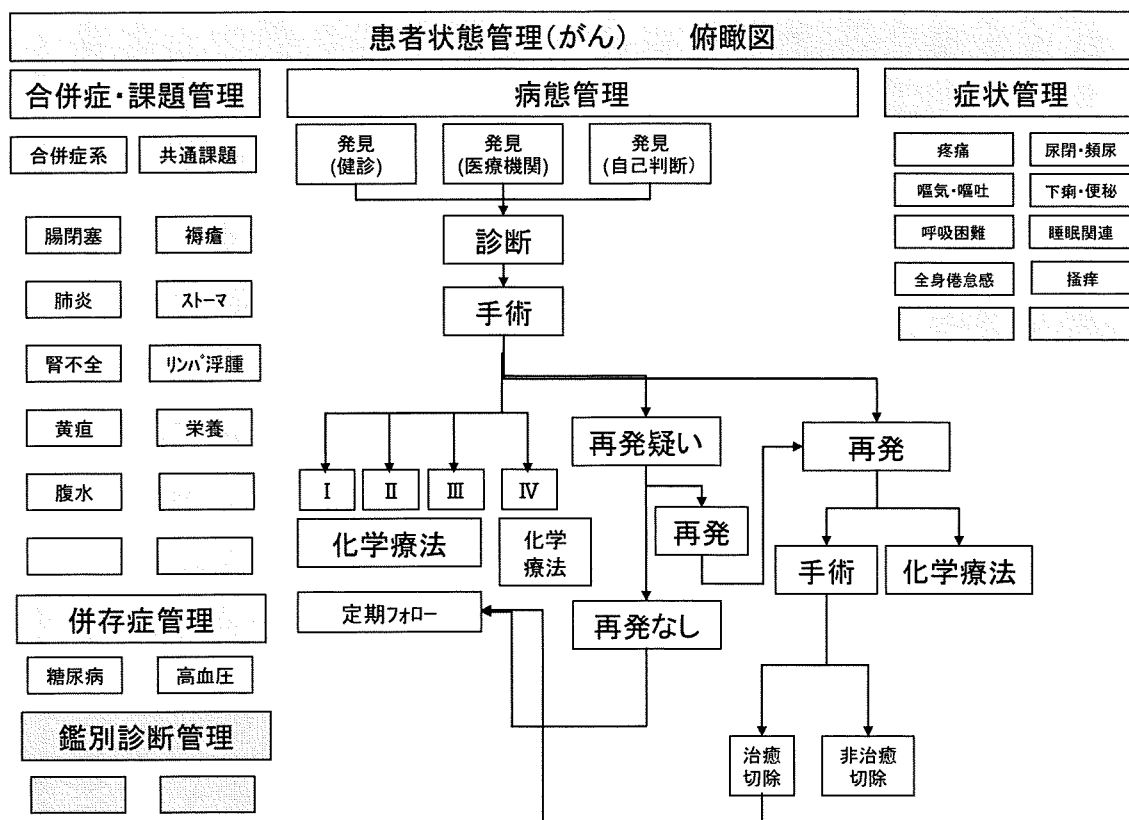 患者状態管理(がん) 俯瞰図
合併症・課題管理
病態管理
症状管理
合併症系
共通課題
腸閉塞
褥瘡
肺炎
ストーマ
腎不全
リンパ浮腫
黄疸
栄養
腹水
併存症管理
糖尿病
高血圧
鑑別診断管理
発見
(健診)
発見
(医療機関)
発見
(自己判断)
診断
手術
Ⅰ
Ⅱ
Ⅲ
Ⅳ
化学療法
化学
療法
定期フォロー
再発疑い
再発
再発なし
再発
手術
化学療法
治癒
切除
非治癒
切除
疼痛
尿閉・頻尿
嘔気・嘔吐
下痢・便秘
呼吸困難
睡眠関連
全身倦怠感
掻痒